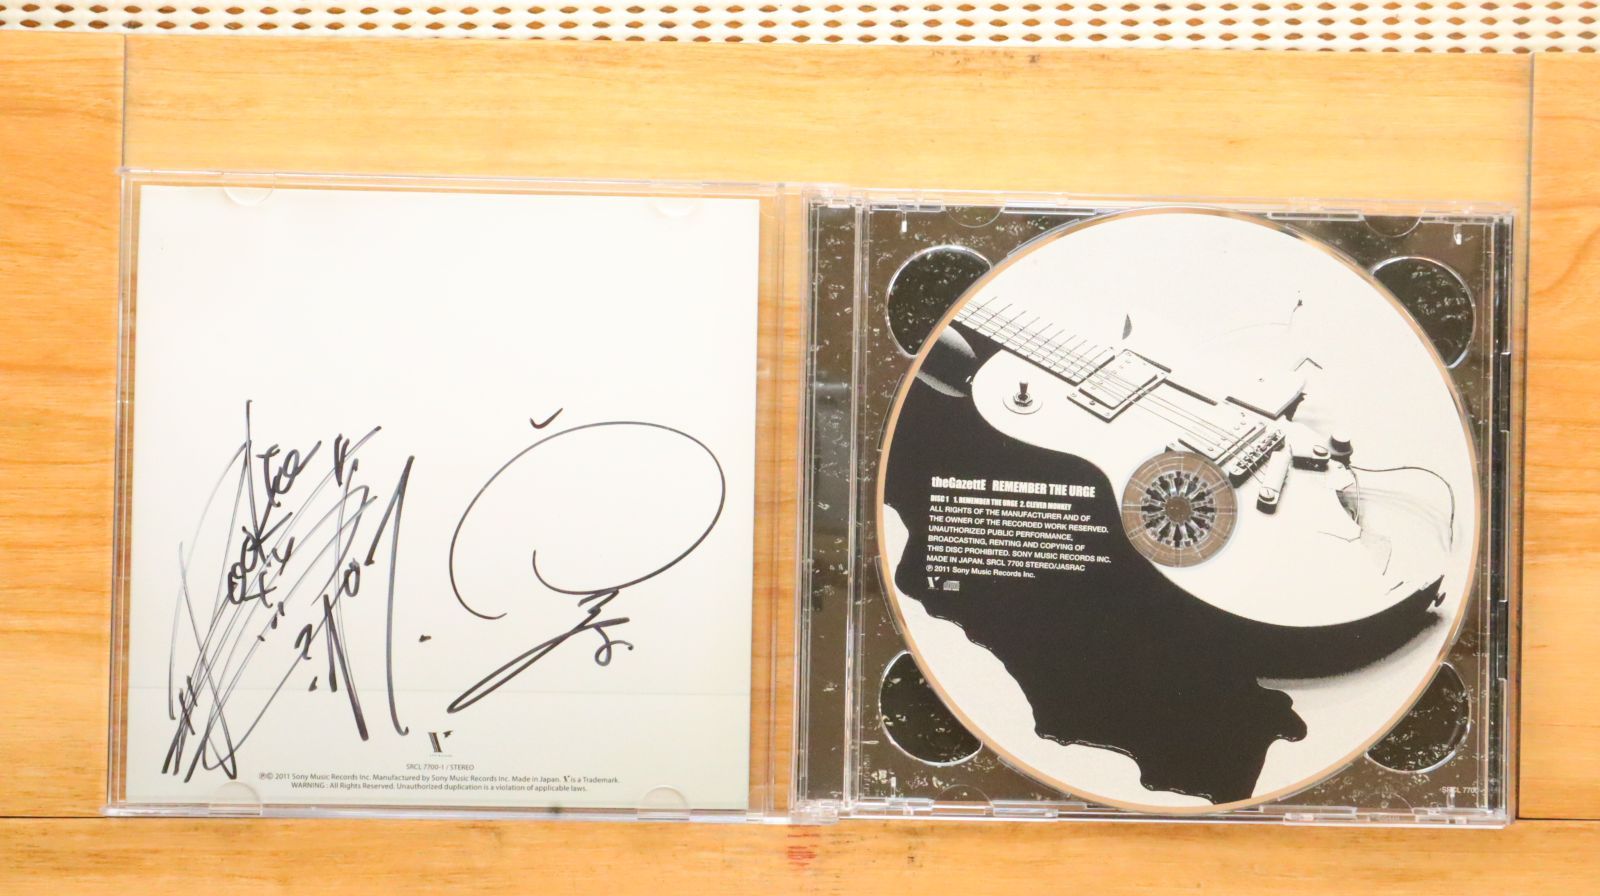 SRCL 7700-1 / STEREO
℗© 2011 Sony Music Records Inc. Manufactured by Sony Music Records Inc. Made in Japan. V is a Trademark.
WARNING : All Rights Reserved. Unauthorized duplication is a violation of applicable laws.
theGazettE REMEMBER THE URGE
DISC 1 1. REMEMBER THE URGE 2. CLEVER MONKEY
ALL RIGHTS OF THE MANUFACTURER AND OF
THE OWNER OF THE RECORDED WORK RESERVED.
UNAUTHORIZED PUBLIC PERFORMANCE,
BROADCASTING, RENTING AND COPYING OF
THIS DISC PROHIBITED. SONY MUSIC RECORDS INC.
MADE IN JAPAN. SRCL 7700 STEREO/JASRAC
℗ 2011 Sony Music Records Inc.
SRCL 7700